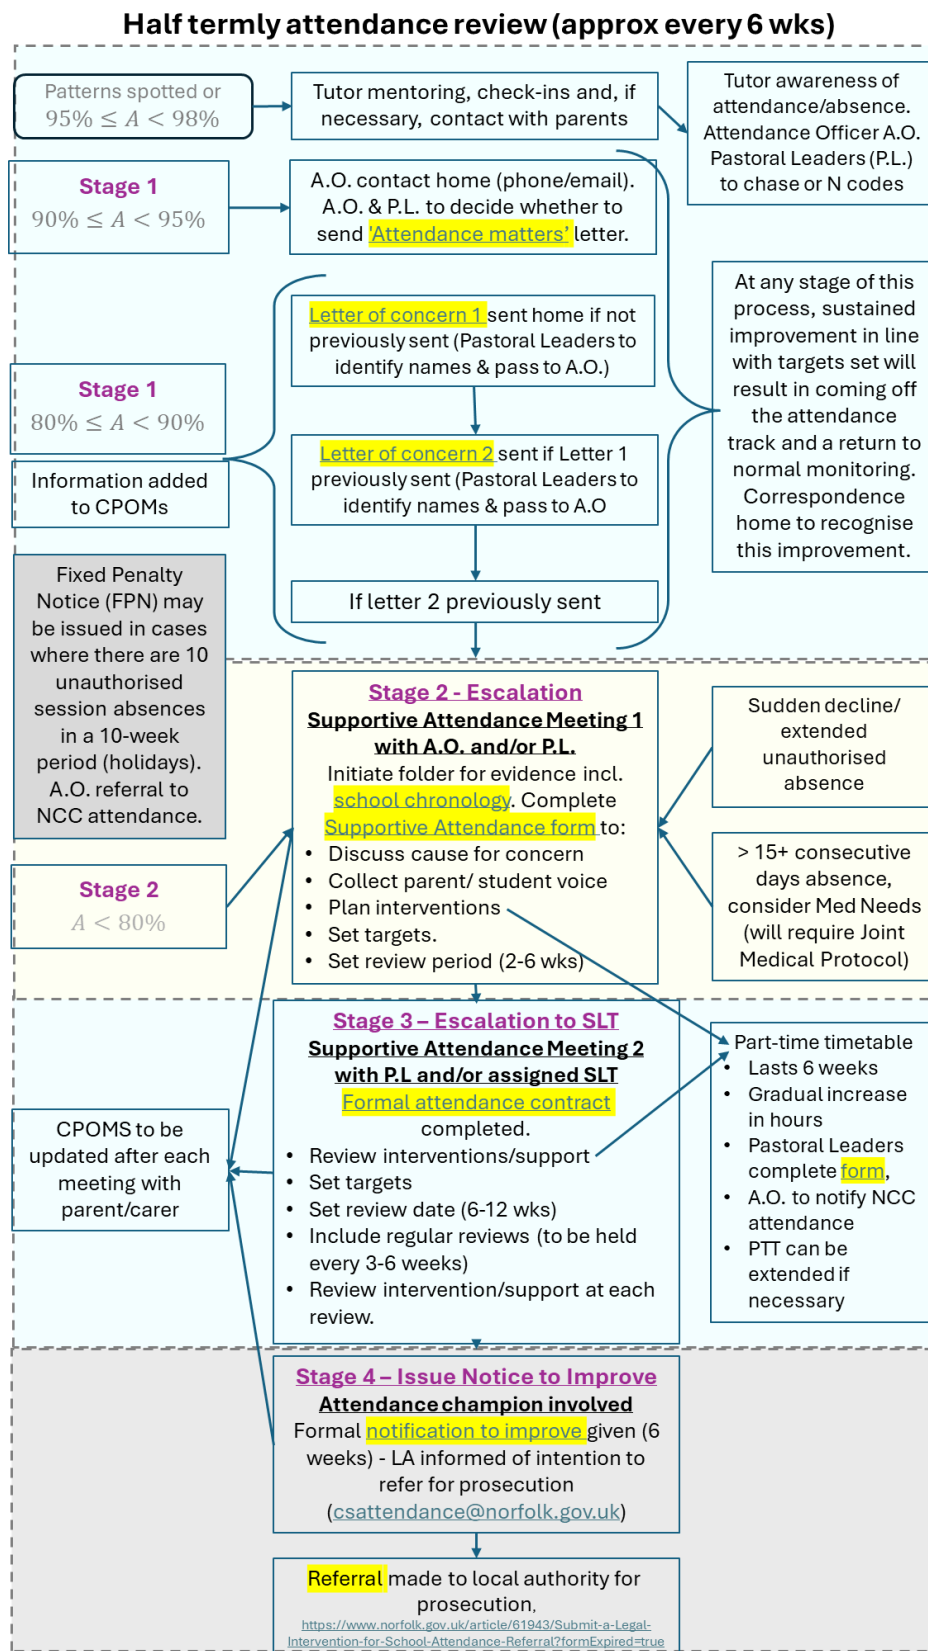 Half termly attendance review (approx every 6 wks)
Patterns spotted or
95% ≤ A < 98%
Tutor mentoring, check-ins and, if
necessary, contact with parents
Tutor awareness of
attendance/absence.
Attendance Officer A.O.
Pastoral Leaders (P.L.)
to chase or N codes
Stage 1
90% ≤ A < 95%
A.O. contact home (phone/email).
A.O. & P.L. to decide whether to
send 'Attendance matters’ letter.
Letter of concern 1 sent home if not
previously sent (Pastoral Leaders to
identify names & pass to A.O.)
Stage 1
80% ≤ A < 90%
Information added
to CPOMs
Letter of concern 2 sent if Letter 1
previously sent (Pastoral Leaders to
identify names & pass to A.O
If letter 2 previously sent
At any stage of this
process, sustained
improvement in line
with targets set will
result in coming off
the attendance
track and a return to
normal monitoring.
Correspondence
home to recognise
this improvement.
Fixed Penalty
Notice (FPN) may
be issued in cases
where there are 10
unauthorised
session absences
in a 10-week
period (holidays).
A.O. referral to
NCC attendance.
Stage 2
A < 80%
Stage 2 - Escalation
Supportive Attendance Meeting 1
with A.O. and/or P.L.
Initiate folder for evidence incl.
school chronology. Complete
Supportive Attendance form to:
• Discuss cause for concern
• Collect parent/ student voice
• Plan interventions
• Set targets.
• Set review period (2-6 wks)
Sudden decline/
extended
unauthorised
absence
> 15+ consecutive
days absence,
consider Med Needs
(will require Joint
Medical Protocol)
Stage 3 – Escalation to SLT
Supportive Attendance Meeting 2
with P.L and/or assigned SLT
Formal attendance contract
completed.
• Review interventions/support
• Set targets
• Set review date (6-12 wks)
• Include regular reviews (to be held
every 3-6 weeks)
• Review intervention/support at each
review.
CPOMS to be
updated after each
meeting with
parent/carer
Part-time timetable
• Lasts 6 weeks
• Gradual increase
in hours
• Pastoral Leaders
complete form,
• A.O. to notify NCC
attendance
• PTT can be
extended if
necessary
Stage 4 – Issue Notice to Improve
Attendance champion involved
Formal notification to improve given (6
weeks) - LA informed of intention to
refer for prosecution
(csattendance@norfolk.gov.uk)
Referral made to local authority for
prosecution,
https://www.norfolk.gov.uk/article/61943/Submit-a-Legal-
Intervention-for-School-Attendance-Referral?formExpired=true